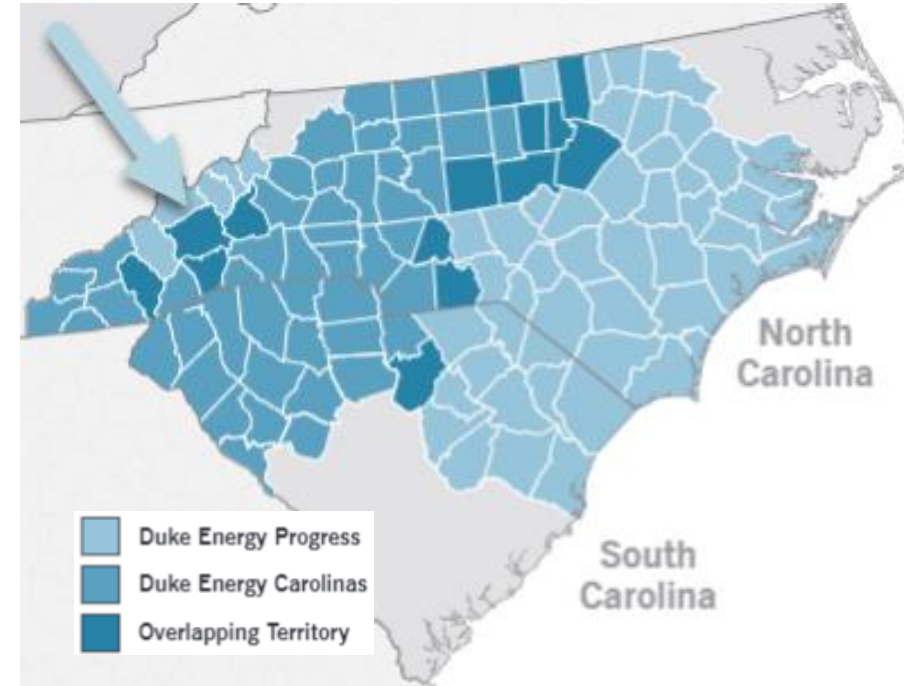 North
Carolina
South
Carolina
Duke Energy Progress
Duke Energy Carolinas
Overlapping Territory